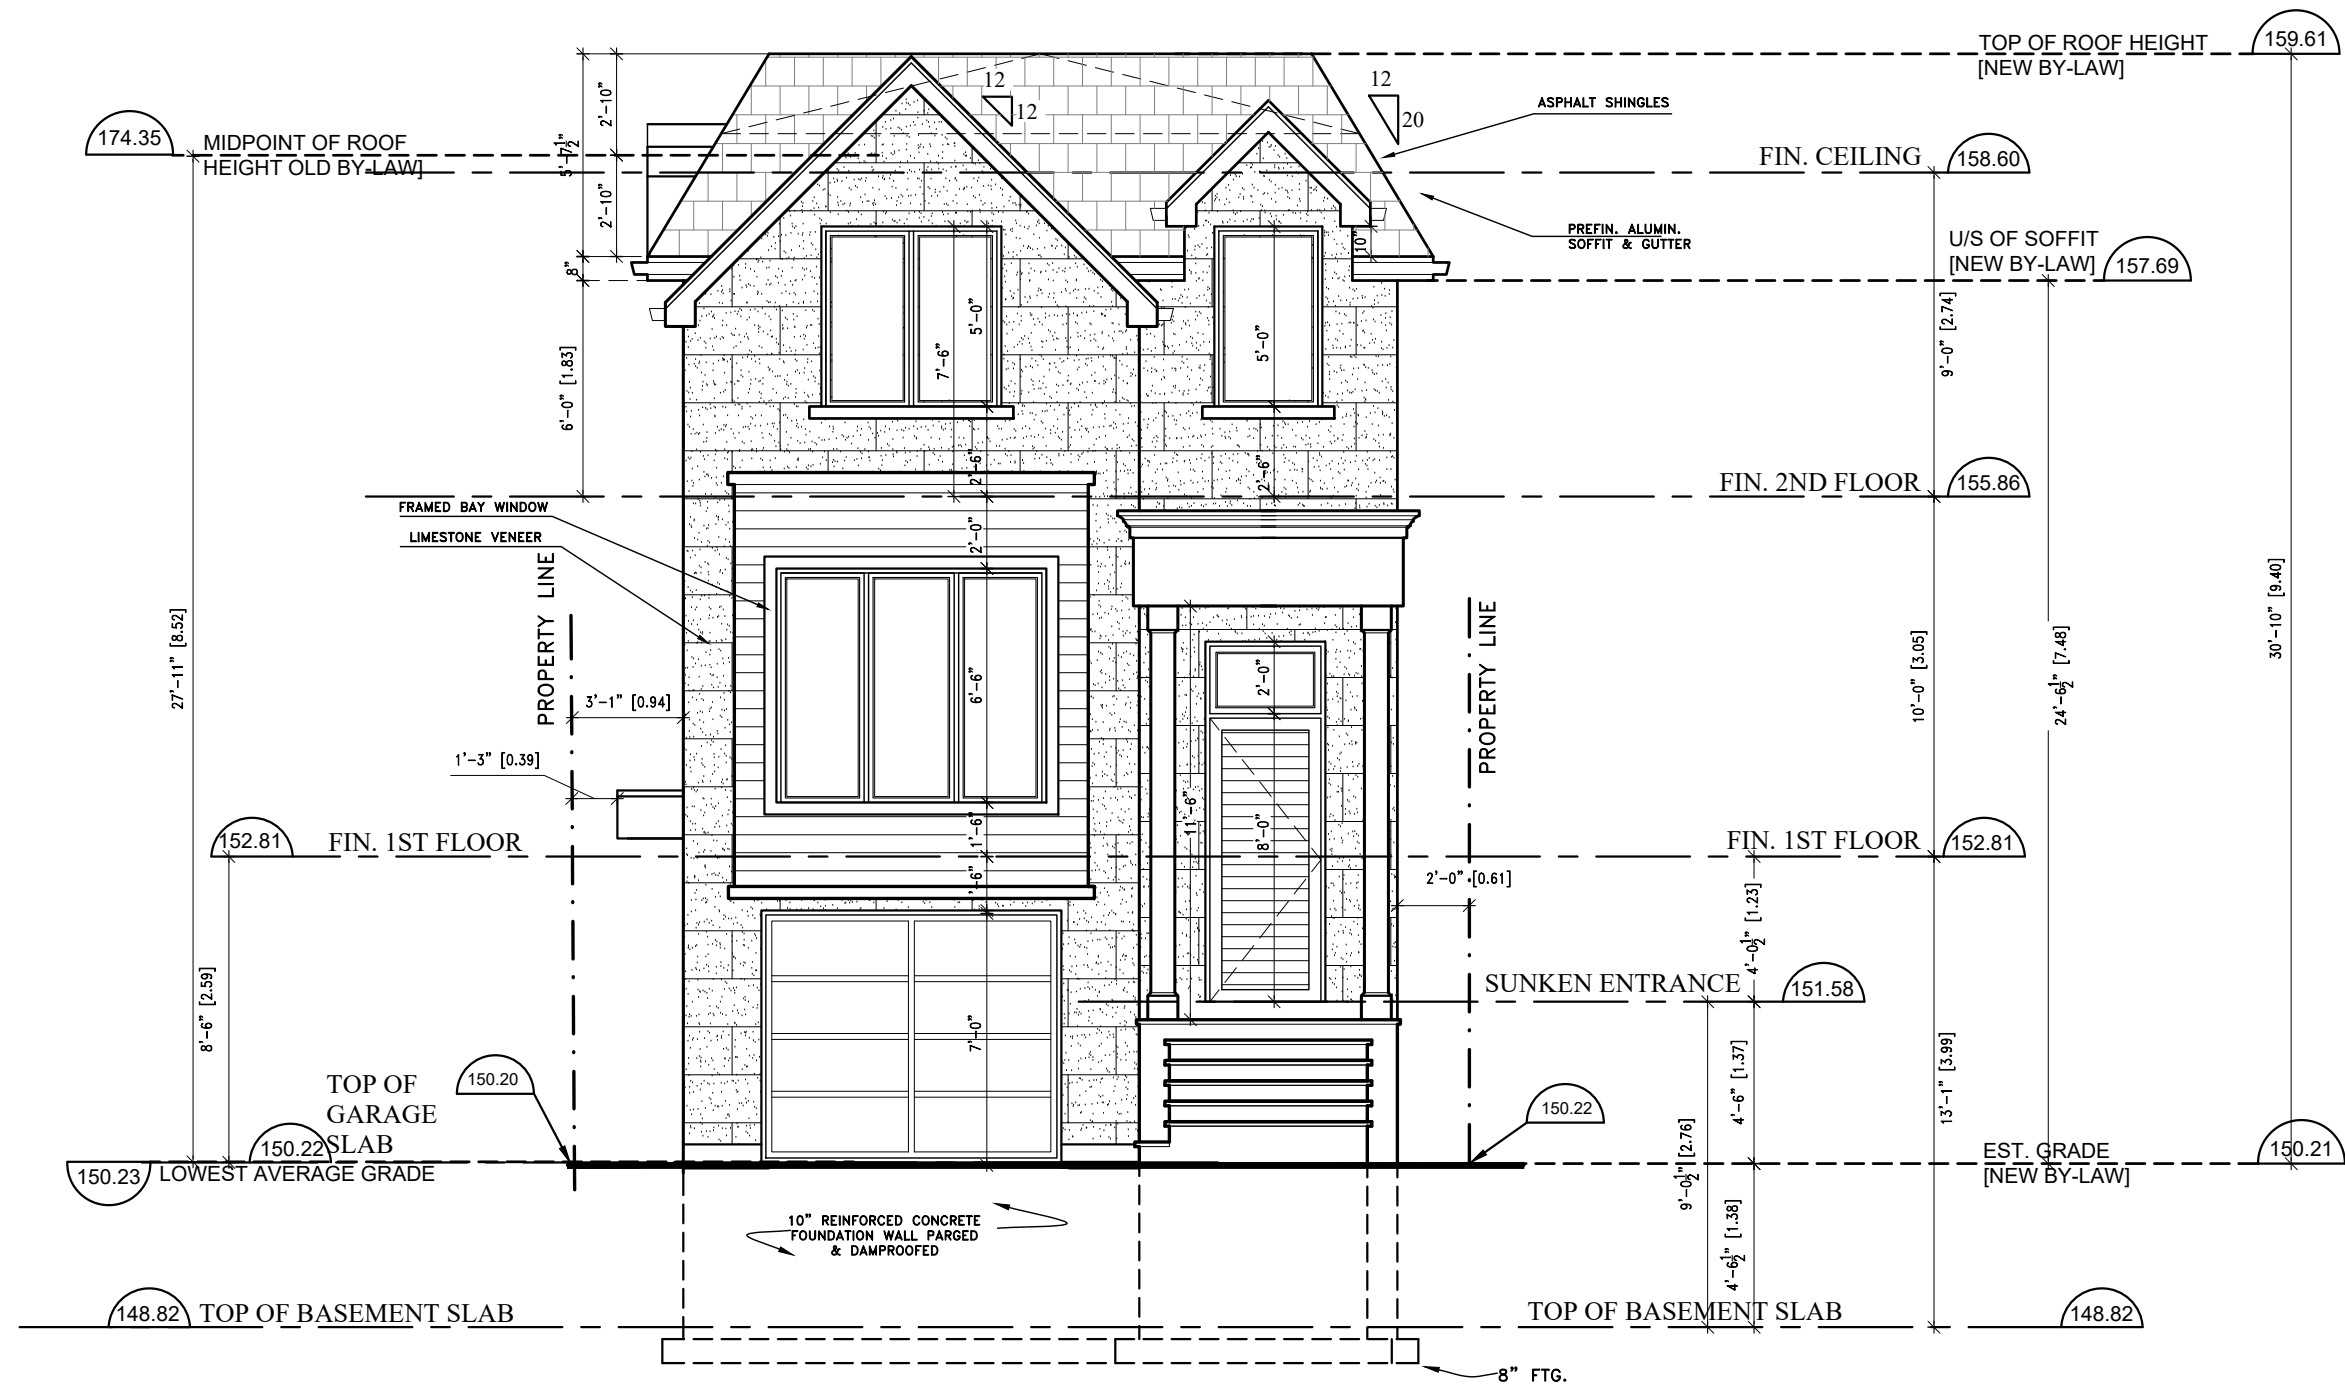 TOP OF ROOF HEIGHT
[NEW BY-LAW]
159.61
12
12
12
20
ASPHALT SHINGLES
174.35
MIDPOINT OF ROOF
HEIGHT OLD BY-LAW]
2'-10"
5'-7½"
2'-10"
8"
FIN. CEILING
158.60
PREFIN. ALUMIN.
SOFFIT & GUTTER
10"
U/S OF SOFFIT
[NEW BY-LAW]
157.69
6'-0" [1.83]
7'-6"
5'-0"
5'-0"
9'-0" [2.74]
2'-6"
2'-6"
FIN. 2ND FLOOR
155.86
FRAMED BAY WINDOW
LIMESTONE VENEER
2'-0"
PROPERTY LINE
PROPERTY LINE
27'-11" [8.52]
3'-1" [0.94]
1'-3" [0.39]
6'-6"
2'-0"
11'-6"
8'-0"
10'-0" [3.05]
24'-6½" [7.48]
30'-10" [9.40]
152.81
FIN. 1ST FLOOR
1'-6"
FIN. 1ST FLOOR
152.81
2'-0" [0.61]
4'-0½" [1.23]
8'-6" [2.59]
7'-0"
SUNKEN ENTRANCE
151.58
TOP OF
GARAGE
SLAB
150.20
150.22
150.22
4'-6" [1.37]
13'-1" [3.99]
9'-0½" [2.76]
150.23
LOWEST AVERAGE GRADE
EST. GRADE
[NEW BY-LAW]
150.21
10" REINFORCED CONCRETE
FOUNDATION WALL PARGED
& DAMPROOFED
4'-6½" [1.38]
148.82
TOP OF BASEMENT SLAB
TOP OF BASEMENT SLAB
148.82
8" FTG.